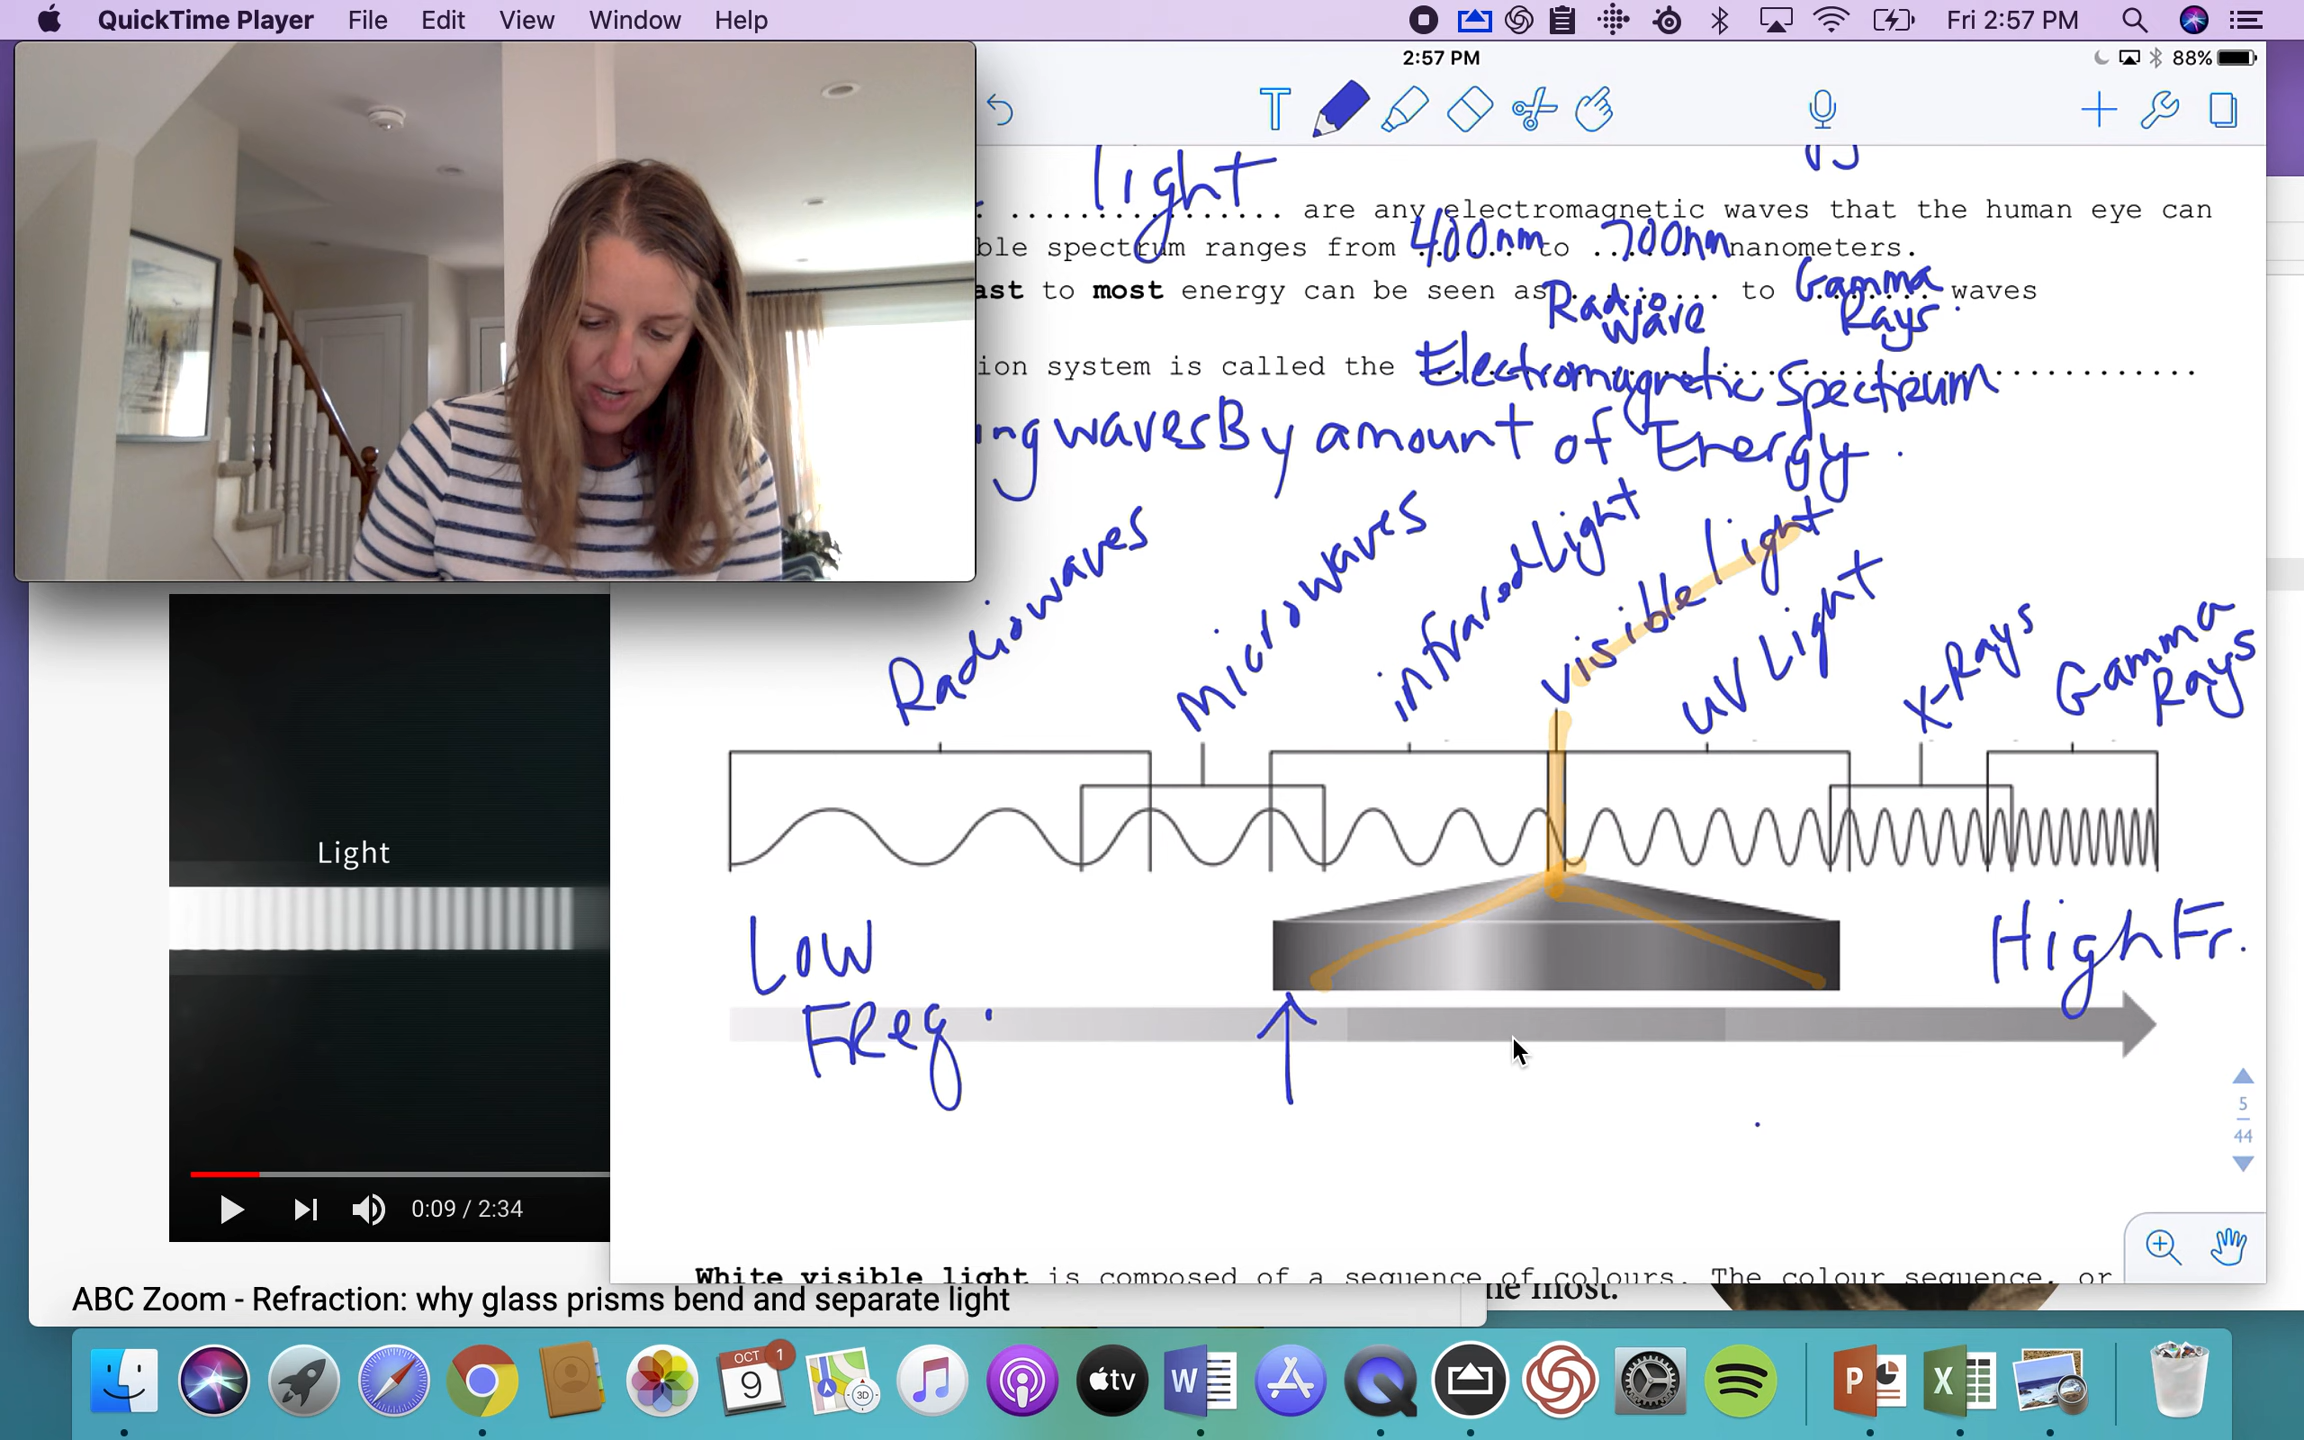 QuickTime Player File Edit View Window Help
Fri 2:57 PM
2:57 PM
88%
T
light
................ are any electromagnetic waves that the human eye can
ble spectrum ranges from 400nm to 700nm nanometers.
ast to most energy can be seen as Radio Wave to Gamma Rays waves
ion system is called the Electromagnetic Spectrum
ing waves By amount of Energy.
Radiowaves
microwaves
infrared Light
visible light
UV Light
X-Rays
Gamma Rays
Light
Low
FReq.
High Fr.
5
44
0:09 / 2:34
White visible light is composed of a sequence of colours. The colour sequence, or
ABC Zoom - Refraction: why glass prisms bend and separate light
he most.
OCT
1
9
3D
tv
W
P
X